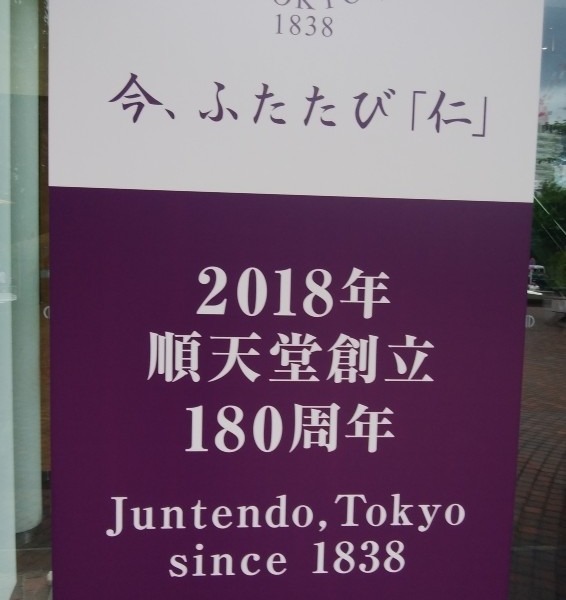 1838
今、ふたたび「仁」
2018年
順天堂創立
180周年
Juntendo, Tokyo
since 1838